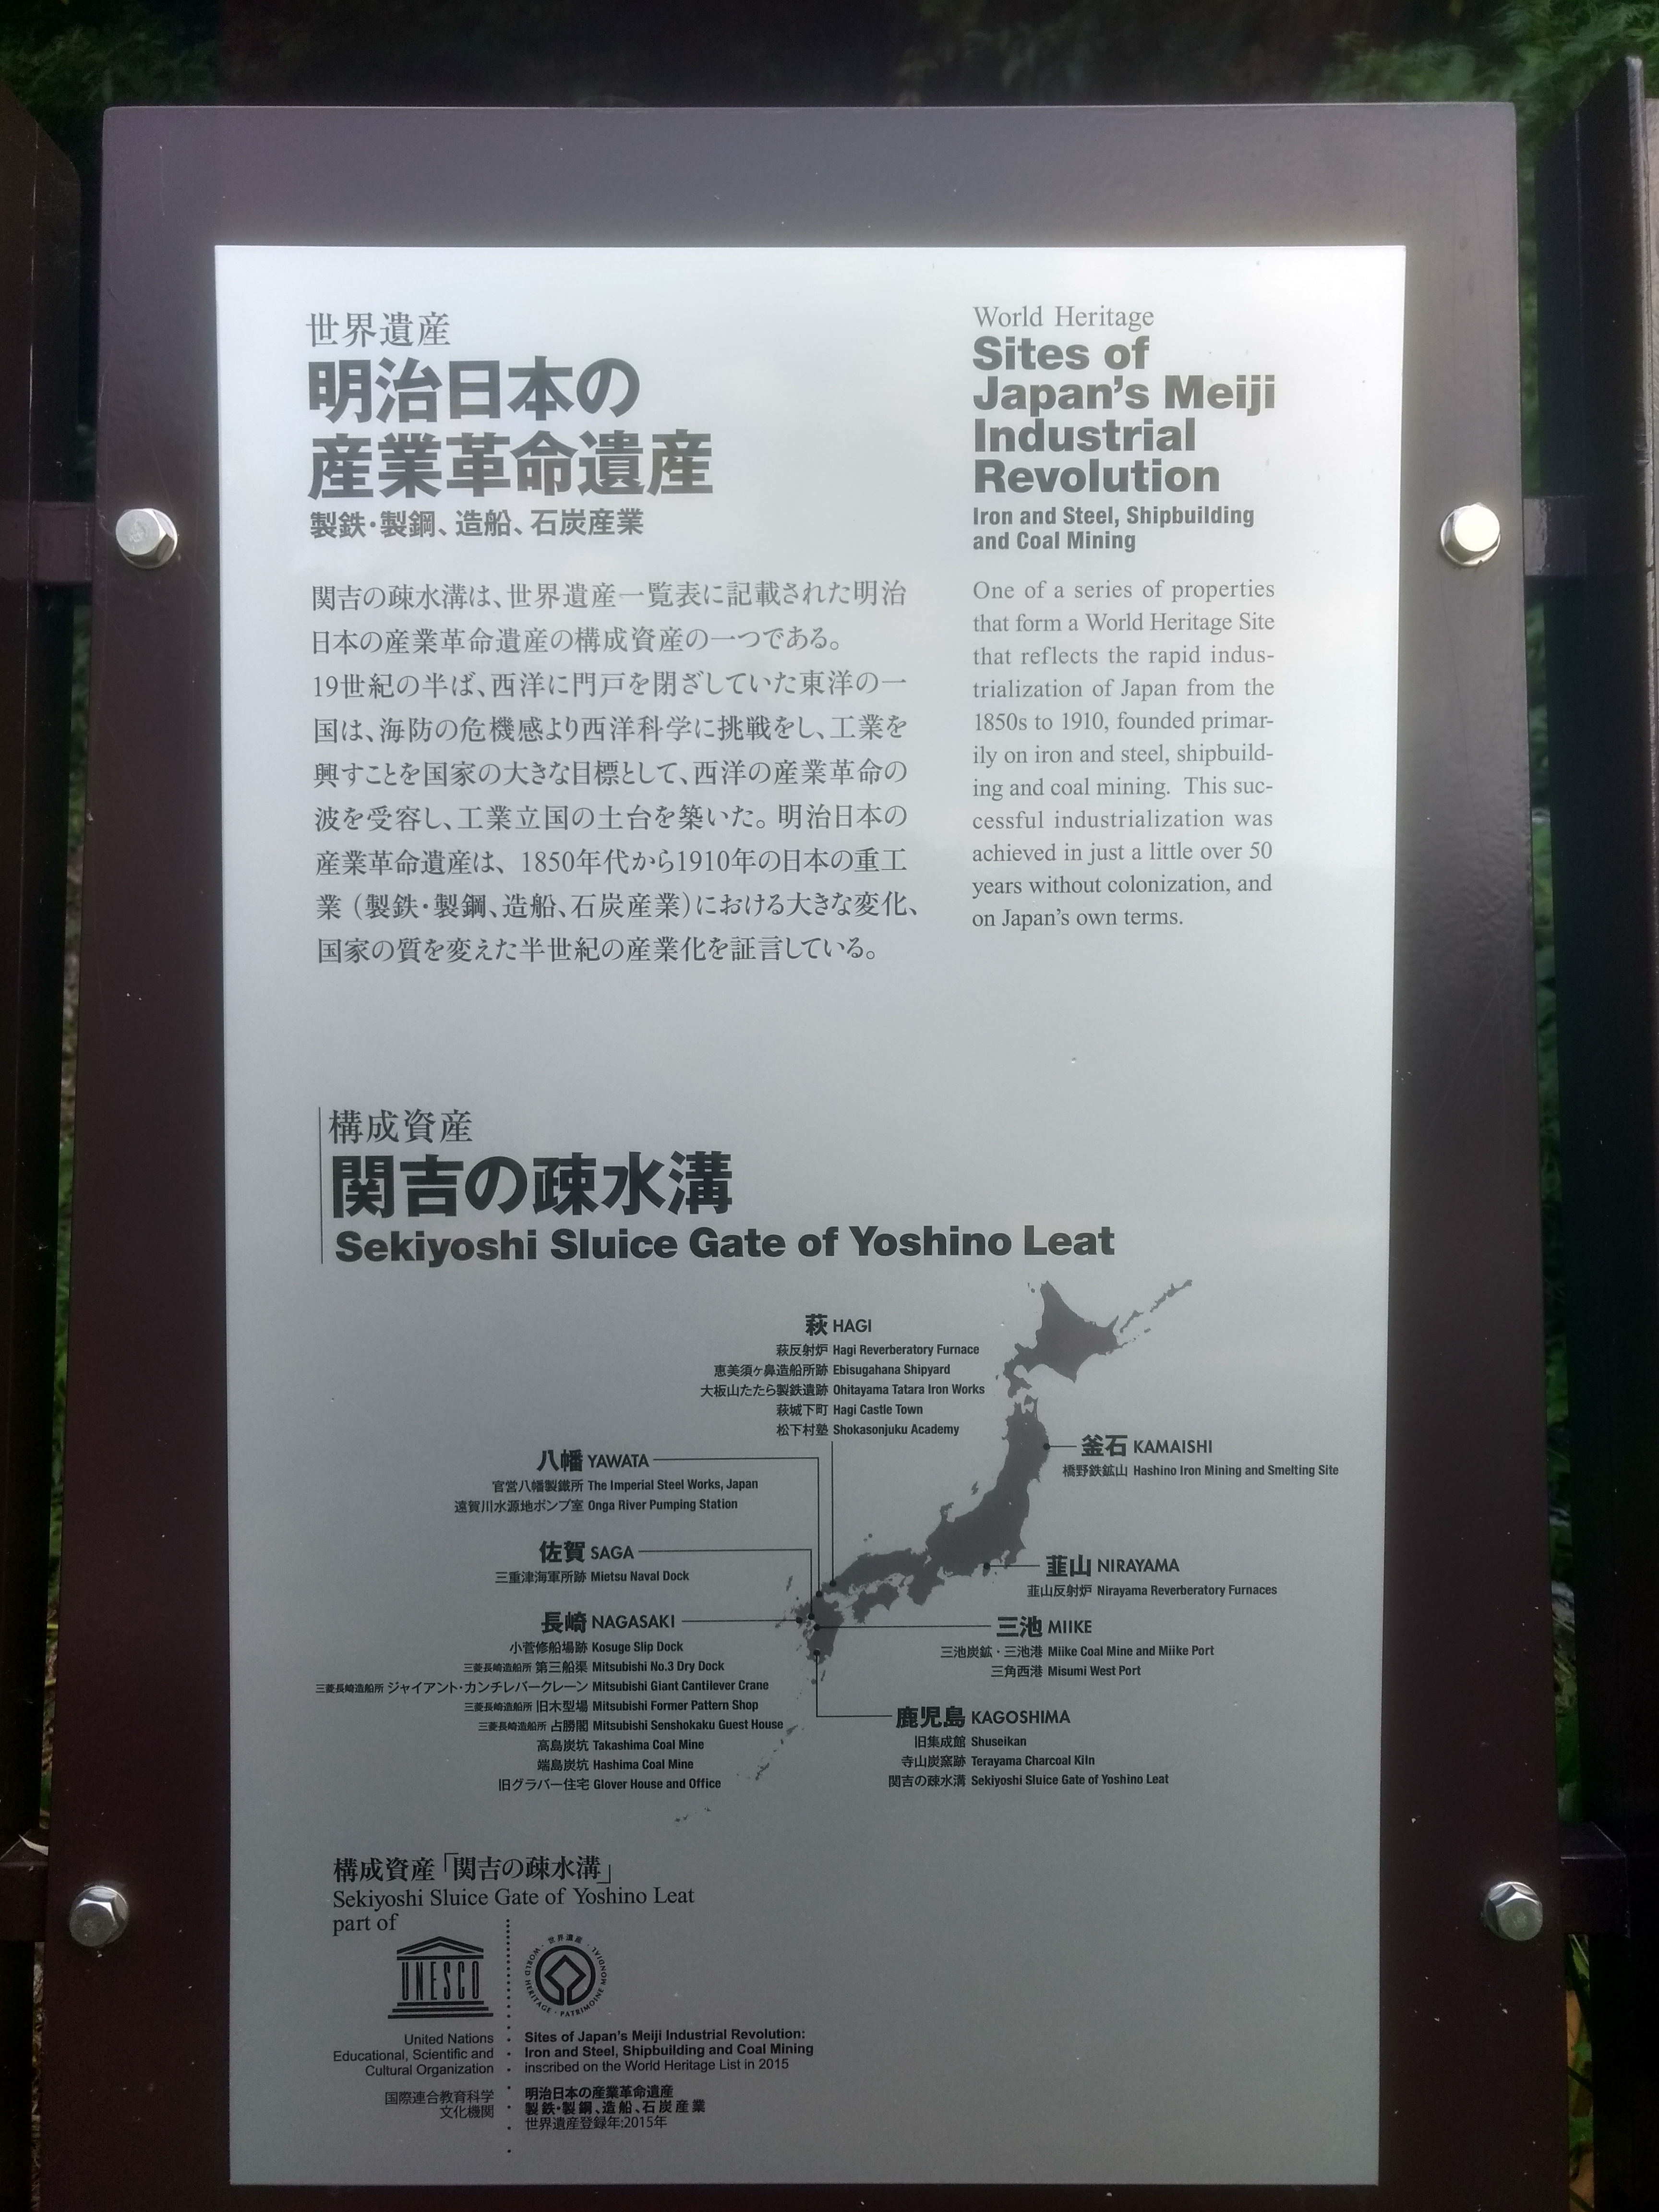 世界遺産
明治日本の
産業革命遺産
製鉄・製鋼、造船、石炭産業
関吉の疎水溝は、世界遺産一覧表に記載された明治
日本の産業革命遺産の構成資産の一つである。
19世紀の半ば、西洋に門戸を閉ざしていた東洋の一
国は、海防の危機感より西洋科学に挑戦をし、工業を
興すことを国家の大きな目標として、西洋の産業革命の
波を受容し、工業立国の土台を築いた。明治日本の
産業革命遺産は、1850年代から1910年の日本の重工
業（製鉄・製鋼、造船、石炭産業）における大きな変化、
国家の質を変えた半世紀の産業化を証言している。
World Heritage
Sites of
Japan's Meiji
Industrial
Revolution
Iron and Steel, Shipbuilding
and Coal Mining
One of a series of properties
that form a World Heritage Site
that reflects the rapid indus-
trialization of Japan from the
1850s to 1910, founded primar-
ily on iron and steel, shipbuild-
ing and coal mining. This suc-
cessful industrialization was
achieved in just a little over 50
years without colonization, and
on Japan's own terms.
構成資産
関吉の疎水溝
Sekiyoshi Sluice Gate of Yoshino Leat
萩 HAGI
萩反射炉 Hagi Reverberatory Furnace
恵美須ヶ鼻造船所跡 Ebisugahana Shipyard
大板山たたら製鉄遺跡 Ohitayama Tatara Iron Works
萩城下町 Hagi Castle Town
松下村塾 Shokasonjuku Academy
釜石 KAMAISHI
橋野鉄鉱山 Hashino Iron Mining and Smelting Site
八幡 YAWATA
官営八幡製鐵所 The Imperial Steel Works, Japan
遠賀川水源地ポンプ室 Onga River Pumping Station
佐賀 SAGA
三重津海軍所跡 Mietsu Naval Dock
韮山 NIRAYAMA
韮山反射炉 Nirayama Reverberatory Furnaces
長崎 NAGASAKI
小菅修船場跡 Kosuge Slip Dock
三菱長崎造船所 第三船渠 Mitsubishi No.3 Dry Dock
三菱長崎造船所 ジャイアント・カンチレバークレーン Mitsubishi Giant Cantilever Crane
三菱長崎造船所 旧木型場 Mitsubishi Former Pattern Shop
三菱長崎造船所 占勝閣 Mitsubishi Senshokaku Guest House
高島炭坑 Takashima Coal Mine
端島炭坑 Hashima Coal Mine
旧グラバー住宅 Glover House and Office
三池 MIIKE
三池炭鉱・三池港 Miike Coal Mine and Miike Port
三角西港 Misumi West Port
鹿児島 KAGOSHIMA
旧集成館 Shuseikan
寺山炭窯跡 Terayama Charcoal Kiln
関吉の疎水溝 Sekiyoshi Sluice Gate of Yoshino Leat
構成資産「関吉の疎水溝」
Sekiyoshi Sluice Gate of Yoshino Leat
part of
UNESCO
世界遺産 · WORLD HERITAGE · PATRIMOINE MONDIAL
United Nations
Educational, Scientific and
Cultural Organization
国際連合教育科学
文化機関
Sites of Japan's Meiji Industrial Revolution:
Iron and Steel, Shipbuilding and Coal Mining
inscribed on the World Heritage List in 2015
明治日本の産業革命遺産
製鉄・製鋼、造船、石炭産業
世界遺産登録年:2015年